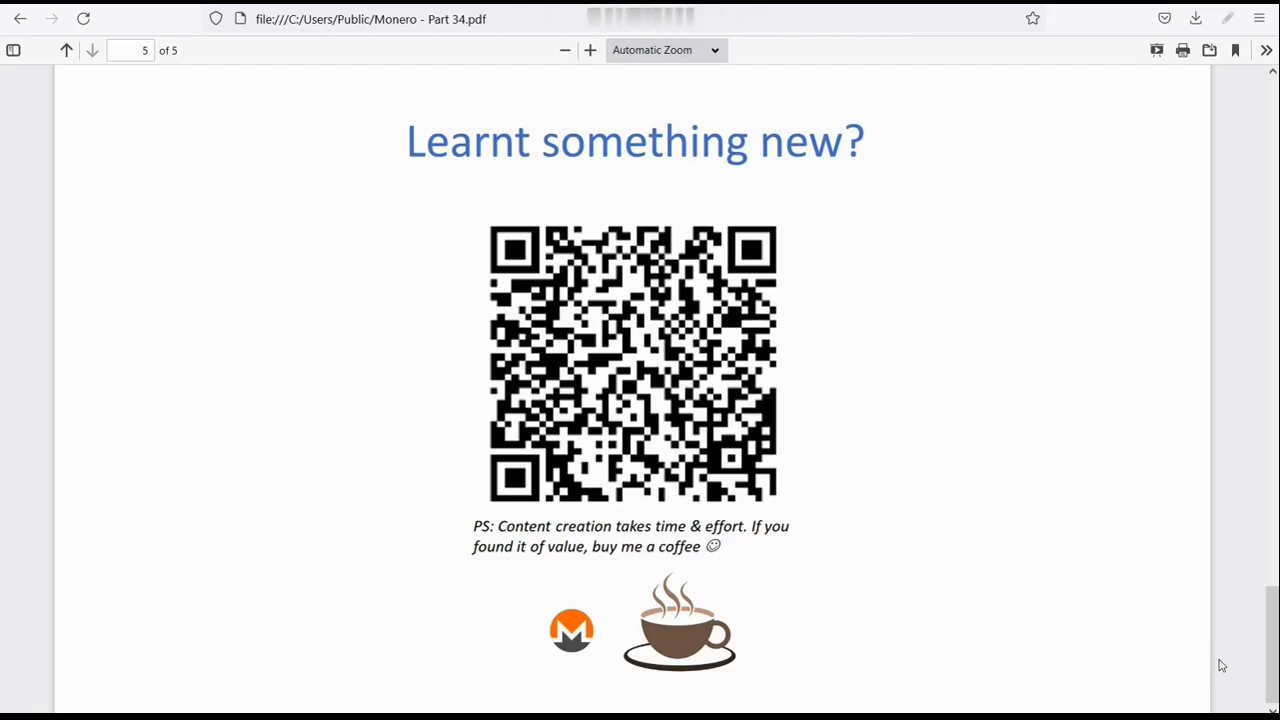 file:///C:/Users/Public/Monero - Part 34.pdf
5 of 5
Automatic Zoom
Learnt something new?
PS: Content creation takes time & effort. If you
found it of value, buy me a coffee ☺